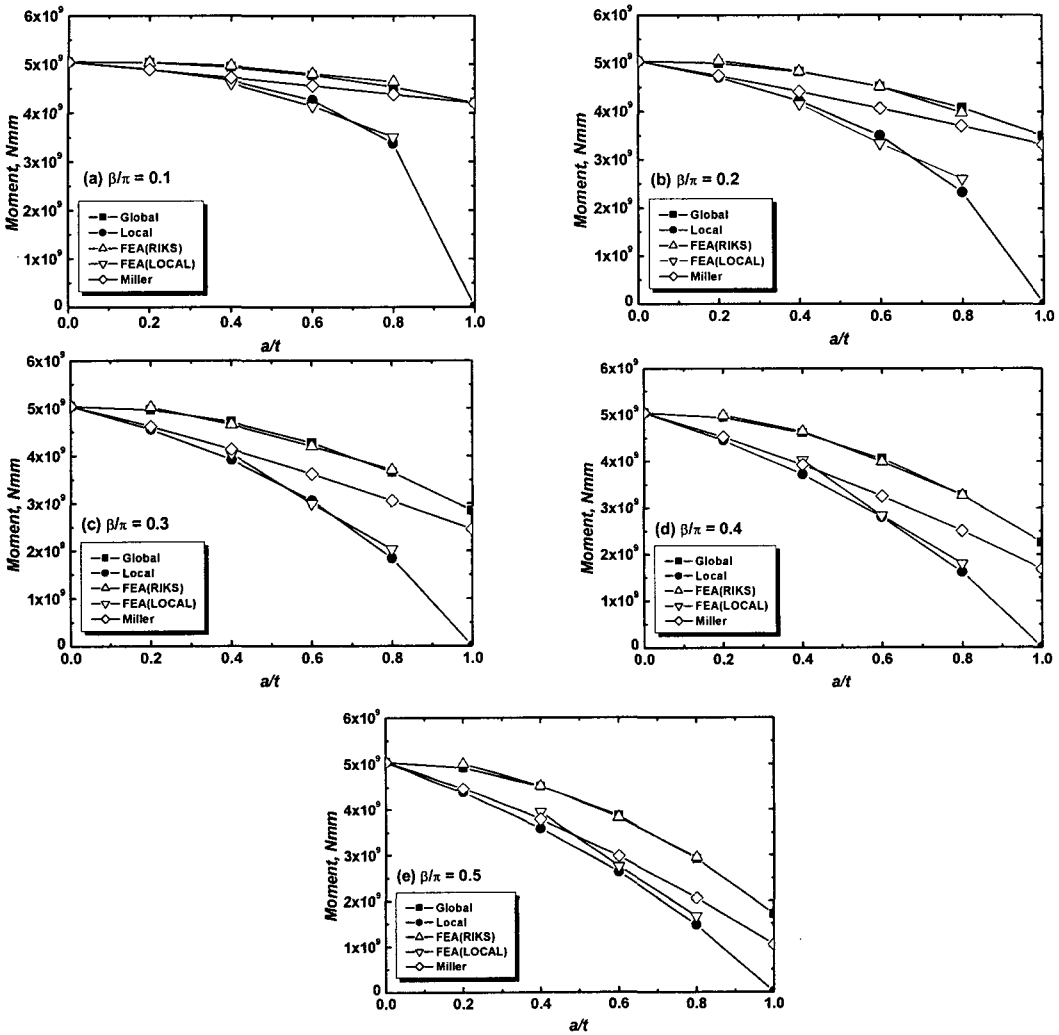 6x10⁹
5x10⁹
4x10⁹
3x10⁹
2x10⁹
1x10⁹
0
Moment, Nmm
(a) β/π = 0.1
Global
Local
FEA(RIKS)
FEA(LOCAL)
Miller
0.0 0.2 0.4 0.6 0.8 1.0
a/t
6x10⁹
5x10⁹
4x10⁹
3x10⁹
2x10⁹
1x10⁹
0
Moment, Nmm
(b) β/π = 0.2
Global
Local
FEA(RIKS)
FEA(LOCAL)
Miller
0.0 0.2 0.4 0.6 0.8 1.0
a/t
6x10⁹
5x10⁹
4x10⁹
3x10⁹
2x10⁹
1x10⁹
0
Moment, Nmm
(c) β/π = 0.3
Global
Local
FEA(RIKS)
FEA(LOCAL)
Miller
0.0 0.2 0.4 0.6 0.8 1.0
a/t
6x10⁹
5x10⁹
4x10⁹
3x10⁹
2x10⁹
1x10⁹
0
Moment, Nmm
(d) β/π = 0.4
Global
Local
FEA(RIKS)
FEA(LOCAL)
Miller
0.0 0.2 0.4 0.6 0.8 1.0
a/t
6x10⁹
5x10⁹
4x10⁹
3x10⁹
2x10⁹
1x10⁹
0
Moment, Nmm
(e) β/π = 0.5
Global
Local
FEA(RIKS)
FEA(LOCAL)
Miller
0.0 0.2 0.4 0.6 0.8 1.0
a/t